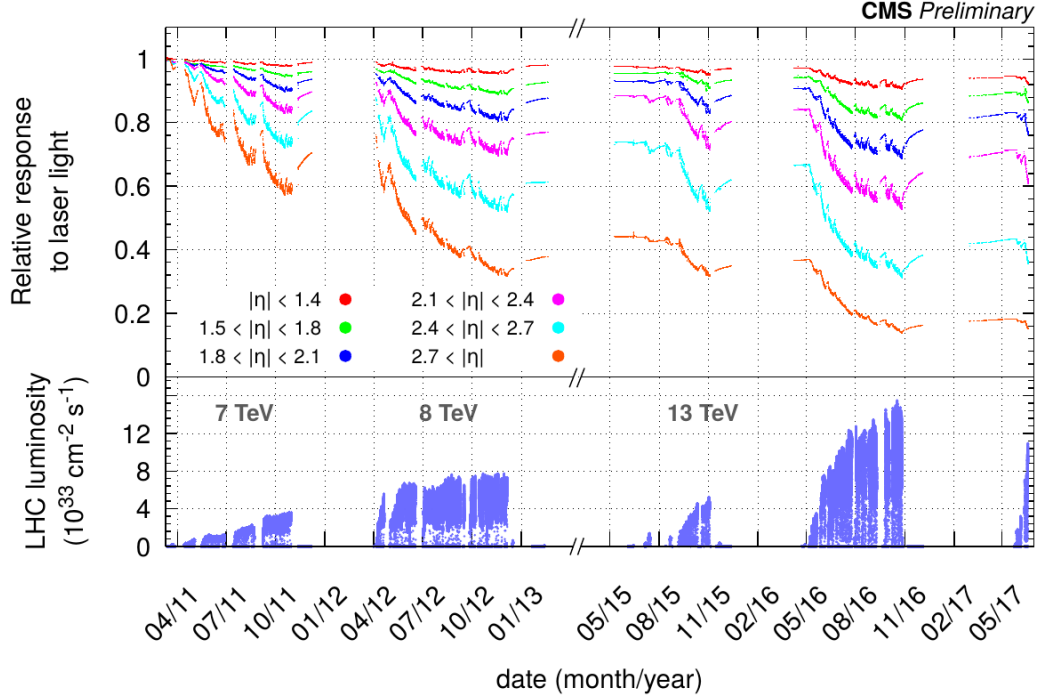 CMS Preliminary
Relative response
to laser light
1
0.8
0.6
0.4
0.2
0
|η| < 1.4
1.5 < |η| < 1.8
1.8 < |η| < 2.1
2.1 < |η| < 2.4
2.4 < |η| < 2.7
2.7 < |η|
LHC luminosity
(10³³ cm⁻² s⁻¹)
7 TeV 8 TeV 13 TeV
12
8
4
0
04/11 07/11 10/11 01/12 04/12 07/12 10/12 01/13 05/15 08/15 11/15 02/16 05/16 08/16 11/16 02/17 05/17
date (month/year)